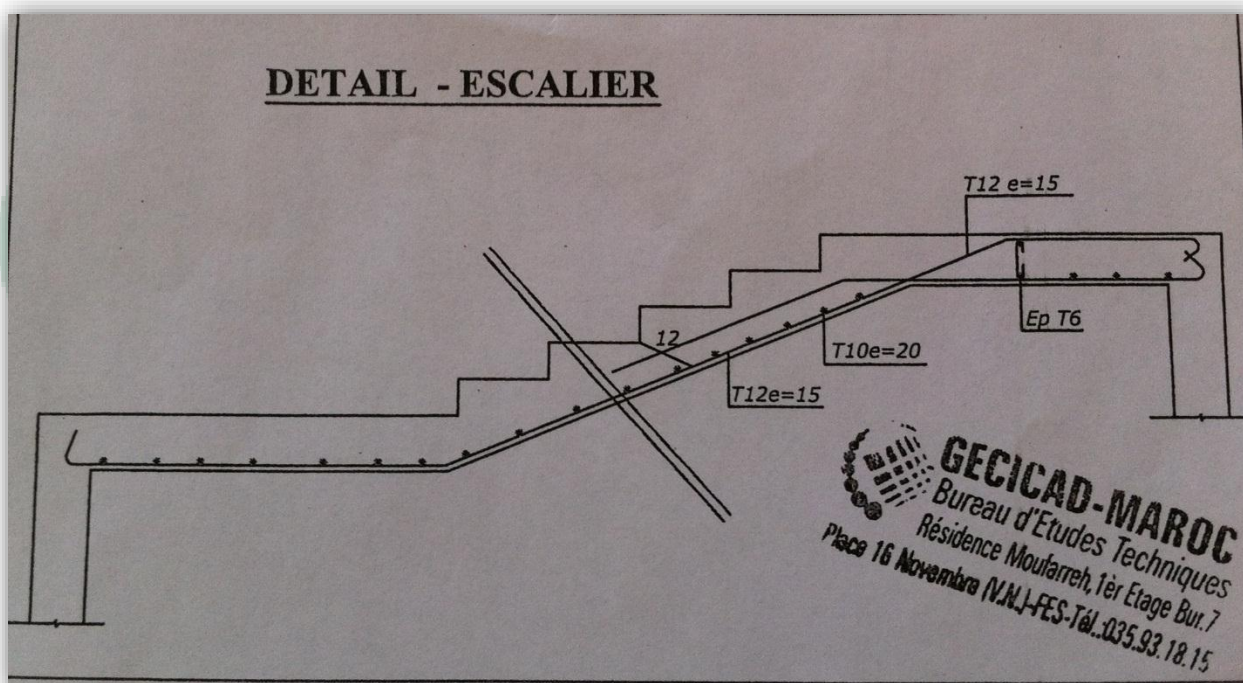 DETAIL - ESCALIER
T12 e=15
12
Ep T6
T10e=20
T12e=15
GECICAD-MAROC
Bureau d'Etudes Techniques
Résidence Moufarreh, 1èr Etage Bur.7
Place 16 Novembre (V.N.)-FES-Tél.:035.93.18.15